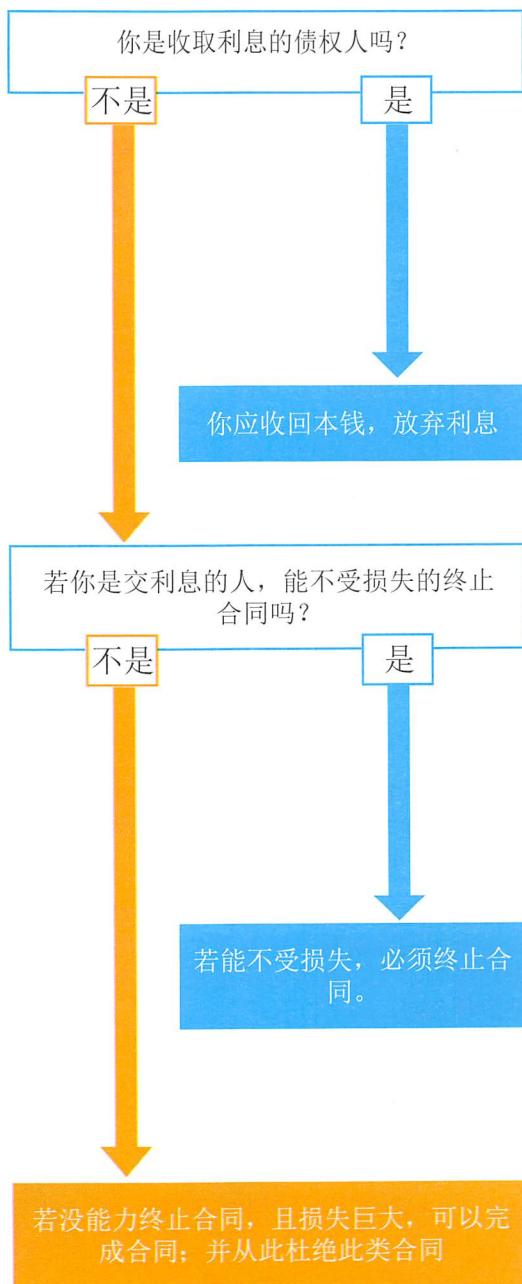 你是收取利息的债权人吗？
不是
是
你应收回本钱，放弃利息
若你是交利息的人，能不受损失的终止
合同吗？
不是
是
若能不受损失，必须终止合
同。
若没能力终止合同，且损失巨大，可以完
成合同；并从此杜绝此类合同